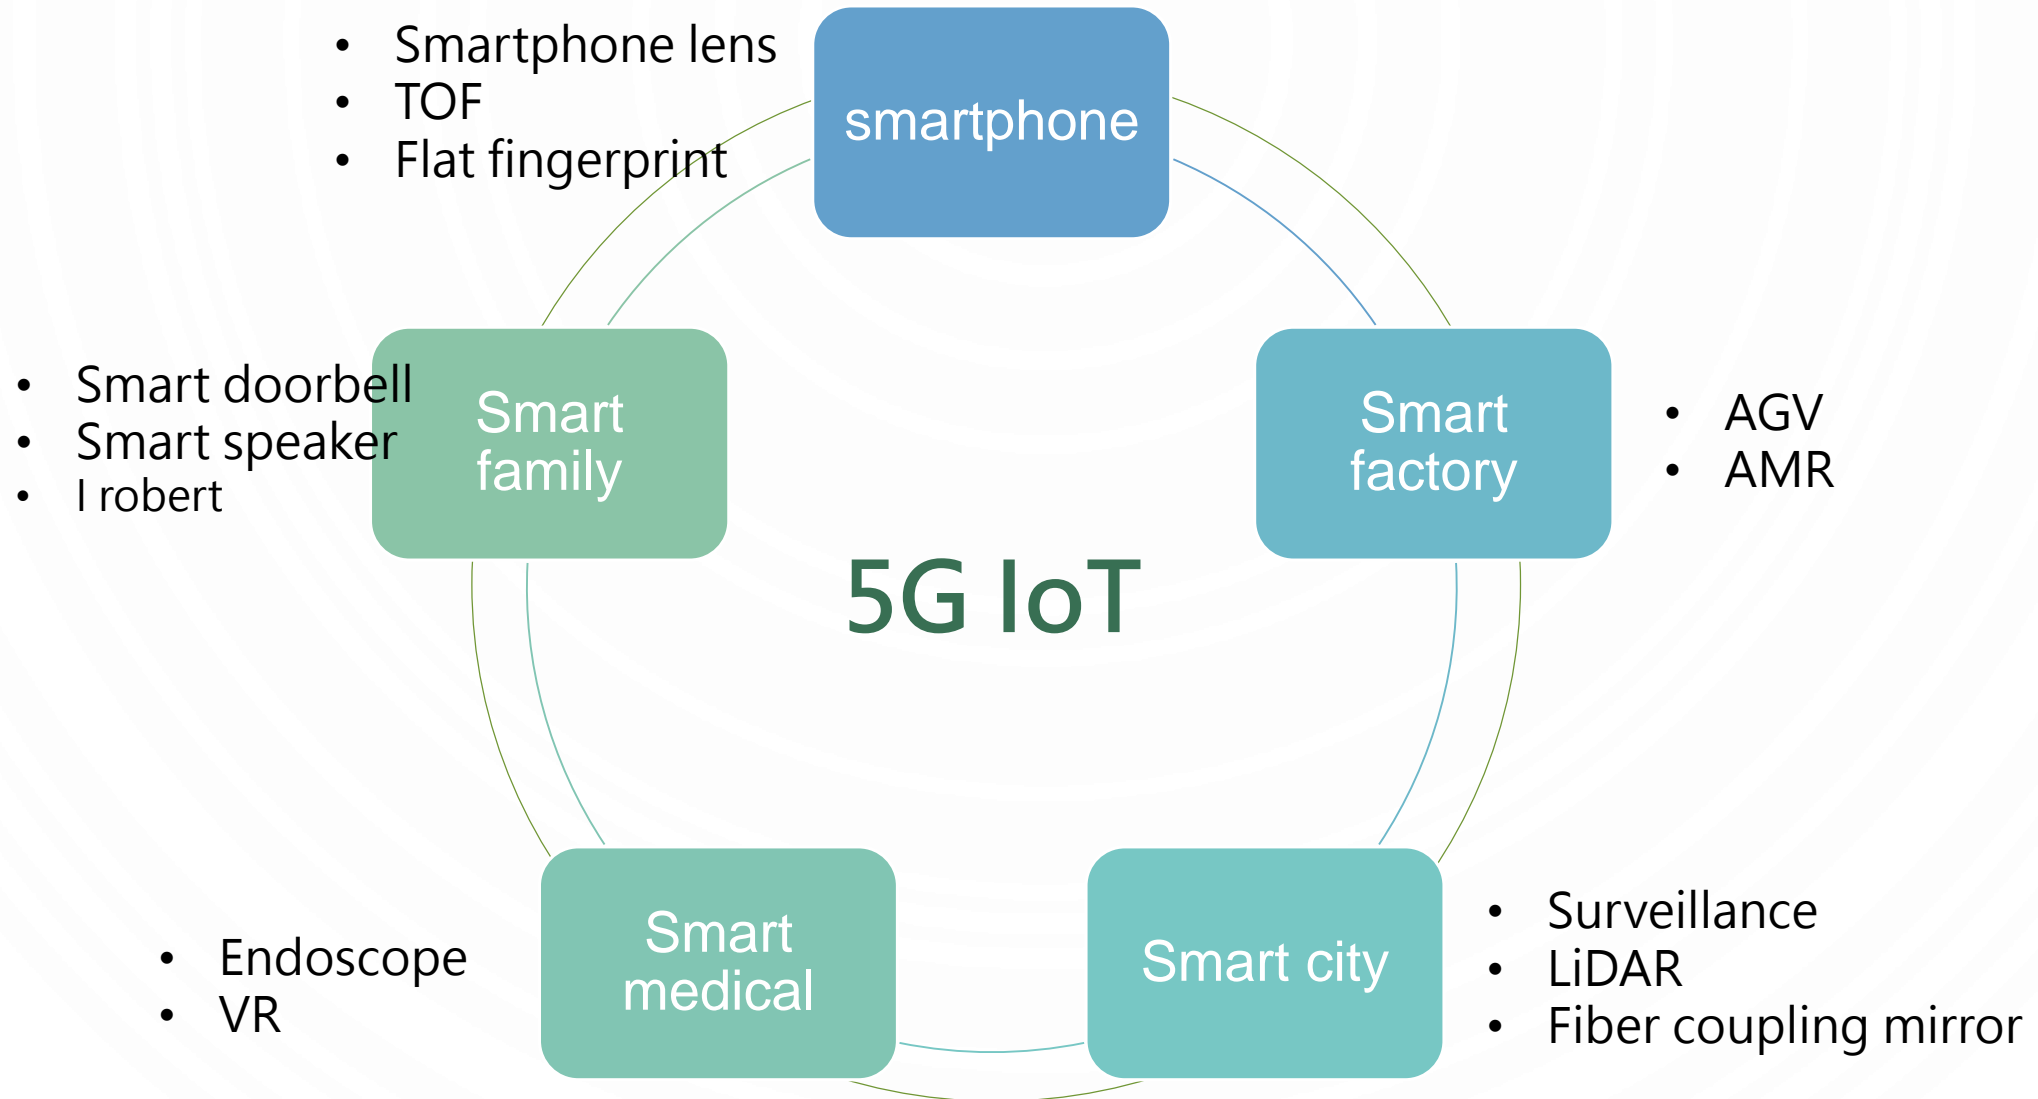 • Smartphone lens
• TOF
• Flat fingerprint
smartphone
• Smart doorbell
• Smart speaker
• I robert
Smart
family
Smart
factory
• AGV
• AMR
5G IoT
• Endoscope
• VR
Smart
medical
Smart city
• Surveillance
• LiDAR
• Fiber coupling mirror